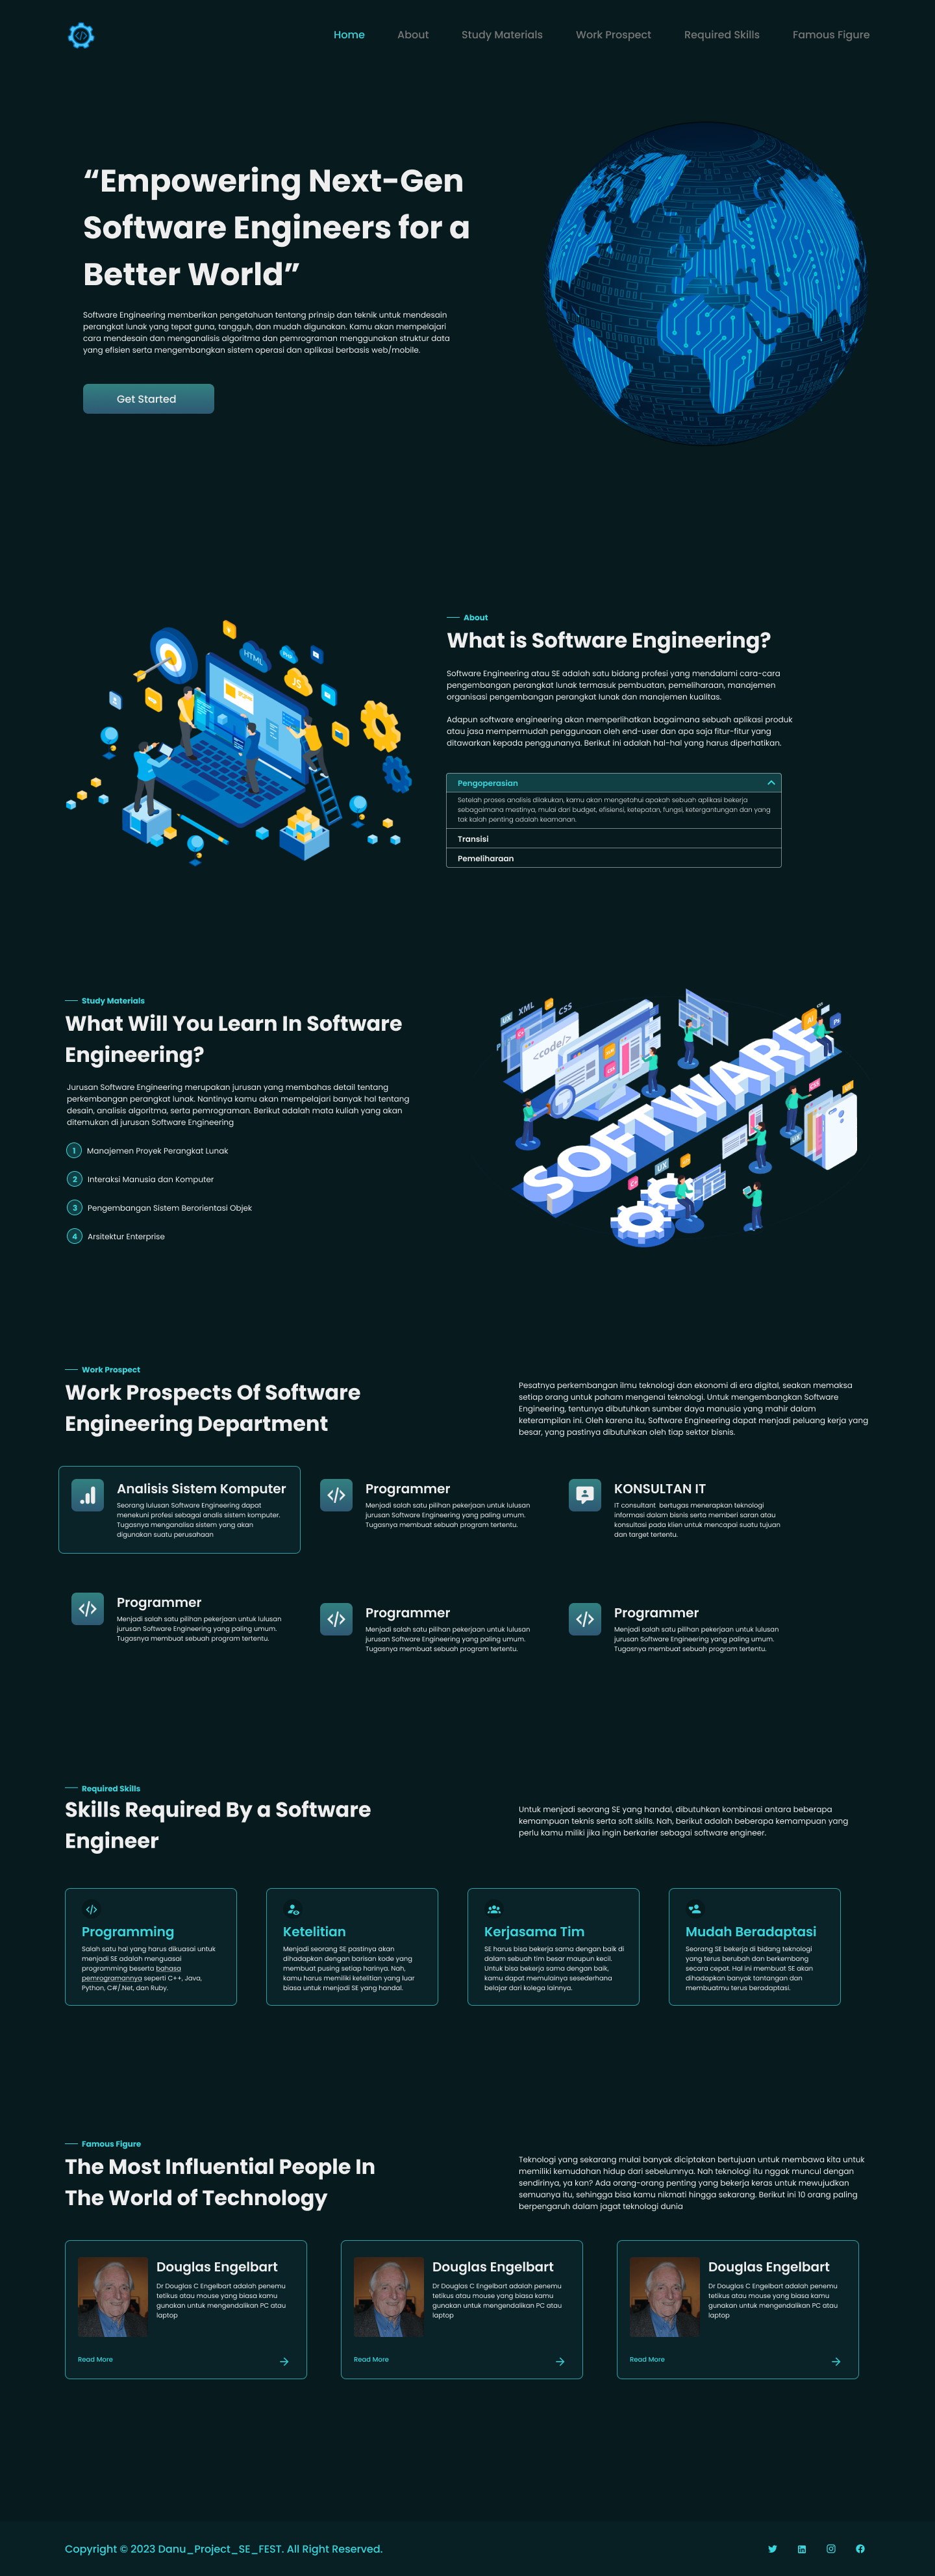 Home About Study Materials Work Prospect Required Skills Famous Figure
“Empowering Next-Gen
Software Engineers for a
Better World”
Software Engineering memberikan pengetahuan tentang prinsip dan teknik untuk mendesain
perangkat lunak yang tepat guna, tangguh, dan mudah digunakan. Kamu akan mempelajari
cara mendesain dan menganalisis algoritma dan pemrograman menggunakan struktur data
yang efisien serta mengembangkan sistem operasi dan aplikasi berbasis web/mobile.
Get Started
HTML
PHP
JS
About
What is Software Engineering?
Software Engineering atau SE adalah satu bidang profesi yang mendalami cara-cara
pengembangan perangkat lunak termasuk pembuatan, pemeliharaan, manajemen
organisasi pengembangan perangkat lunak dan manajemen kualitas.
Adapun software engineering akan memperlihatkan bagaimana sebuah aplikasi produk
atau jasa mempermudah penggunaan oleh end-user dan apa saja fitur-fitur yang
ditawarkan kepada penggunanya. Berikut ini adalah hal-hal yang harus diperhatikan.
Pengoperasian
Setelah proses analisis dilakukan, kamu akan mengetahui apakah sebuah aplikasi bekerja
sebagaimana mestinya, mulai dari budget, efisiensi, ketepatan, fungsi, ketergantungan dan yang
tak kalah penting adalah keamanan.
Transisi
Pemeliharaan
Study Materials
What Will You Learn In Software
Engineering?
Jurusan Software Engineering merupakan jurusan yang membahas detail tentang
perkembangan perangkat lunak. Nantinya kamu akan mempelajari banyak hal tentang
desain, analisis algoritma, serta pemrograman. Berikut adalah mata kuliah yang akan
ditemukan di jurusan Software Engineering
1 Manajemen Proyek Perangkat Lunak
2 Interaksi Manusia dan Komputer
3 Pengembangan Sistem Berorientasi Objek
4 Arsitektur Enterprise
UX
XML
CSS
<code/>
SOFTWARE
UX
UX
Work Prospect
Work Prospects Of Software
Engineering Department
Pesatnya perkembangan ilmu teknologi dan ekonomi di era digital, seakan memaksa
setiap orang untuk paham mengenai teknologi. Untuk mengembangkan Software
Engineering, tentunya dibutuhkan sumber daya manusia yang mahir dalam
keterampilan ini. Oleh karena itu, Software Engineering dapat menjadi peluang kerja yang
besar, yang pastinya dibutuhkan oleh tiap sektor bisnis.
Analisis Sistem Komputer
Seorang lulusan Software Engineering dapat
menekuni profesi sebagai analis sistem komputer.
Tugasnya menganalisa sistem yang akan
digunakan suatu perusahaan
Programmer
Menjadi salah satu pilihan pekerjaan untuk lulusan
jurusan Software Engineering yang paling umum.
Tugasnya membuat sebuah program tertentu.
KONSULTAN IT
IT consultant bertugas menerapkan teknologi
informasi dalam bisnis serta memberi saran atau
konsultasi pada klien untuk mencapai suatu tujuan
dan target tertentu.
Programmer
Menjadi salah satu pilihan pekerjaan untuk lulusan
jurusan Software Engineering yang paling umum.
Tugasnya membuat sebuah program tertentu.
Programmer
Menjadi salah satu pilihan pekerjaan untuk lulusan
jurusan Software Engineering yang paling umum.
Tugasnya membuat sebuah program tertentu.
Programmer
Menjadi salah satu pilihan pekerjaan untuk lulusan
jurusan Software Engineering yang paling umum.
Tugasnya membuat sebuah program tertentu.
Required Skills
Skills Required By a Software
Engineer
Untuk menjadi seorang SE yang handal, dibutuhkan kombinasi antara beberapa
kemampuan teknis serta soft skills. Nah, berikut adalah beberapa kemampuan yang
perlu kamu miliki jika ingin berkarier sebagai software engineer.
Programming
Salah satu hal yang harus dikuasai untuk
menjadi SE adalah menguasai
programming beserta bahasa
pemrogramannya seperti C++, Java,
Python, C#/.Net, dan Ruby.
Ketelitian
Menjadi seorang SE pastinya akan
dihadapkan dengan barisan kode yang
membuat pusing setiap harinya. Nah,
kamu harus memiliki ketelitian yang luar
biasa untuk menjadi SE yang handal.
Kerjasama Tim
SE harus bisa bekerja sama dengan baik di
dalam sebuah tim besar maupun kecil.
Untuk bisa bekerja sama dengan baik,
kamu dapat memulainya sesederhana
belajar dari kolega lainnya.
Mudah Beradaptasi
Seorang SE bekerja di bidang teknologi
yang terus berubah dan berkembang
secara cepat. Hal ini membuat SE akan
dihadapkan banyak tantangan dan
membuatmu terus beradaptasi.
Famous Figure
The Most Influential People In
The World of Technology
Teknologi yang sekarang mulai banyak diciptakan bertujuan untuk membawa kita untuk
memiliki kemudahan hidup dari sebelumnya. Nah teknologi itu nggak muncul dengan
sendirinya, ya kan? Ada orang-orang penting yang bekerja keras untuk mewujudkan
semuanya itu, sehingga bisa kamu nikmati hingga sekarang. Berikut ini 10 orang paling
berpengaruh dalam jagat teknologi dunia
Douglas Engelbart
Dr Douglas C Engelbart adalah penemu
tetikus atau mouse yang biasa kamu
gunakan untuk mengendalikan PC atau
laptop
Read More
Douglas Engelbart
Dr Douglas C Engelbart adalah penemu
tetikus atau mouse yang biasa kamu
gunakan untuk mengendalikan PC atau
laptop
Read More
Douglas Engelbart
Dr Douglas C Engelbart adalah penemu
tetikus atau mouse yang biasa kamu
gunakan untuk mengendalikan PC atau
laptop
Read More
Copyright © 2023 Danu_Project_SE_FEST. All Right Reserved.